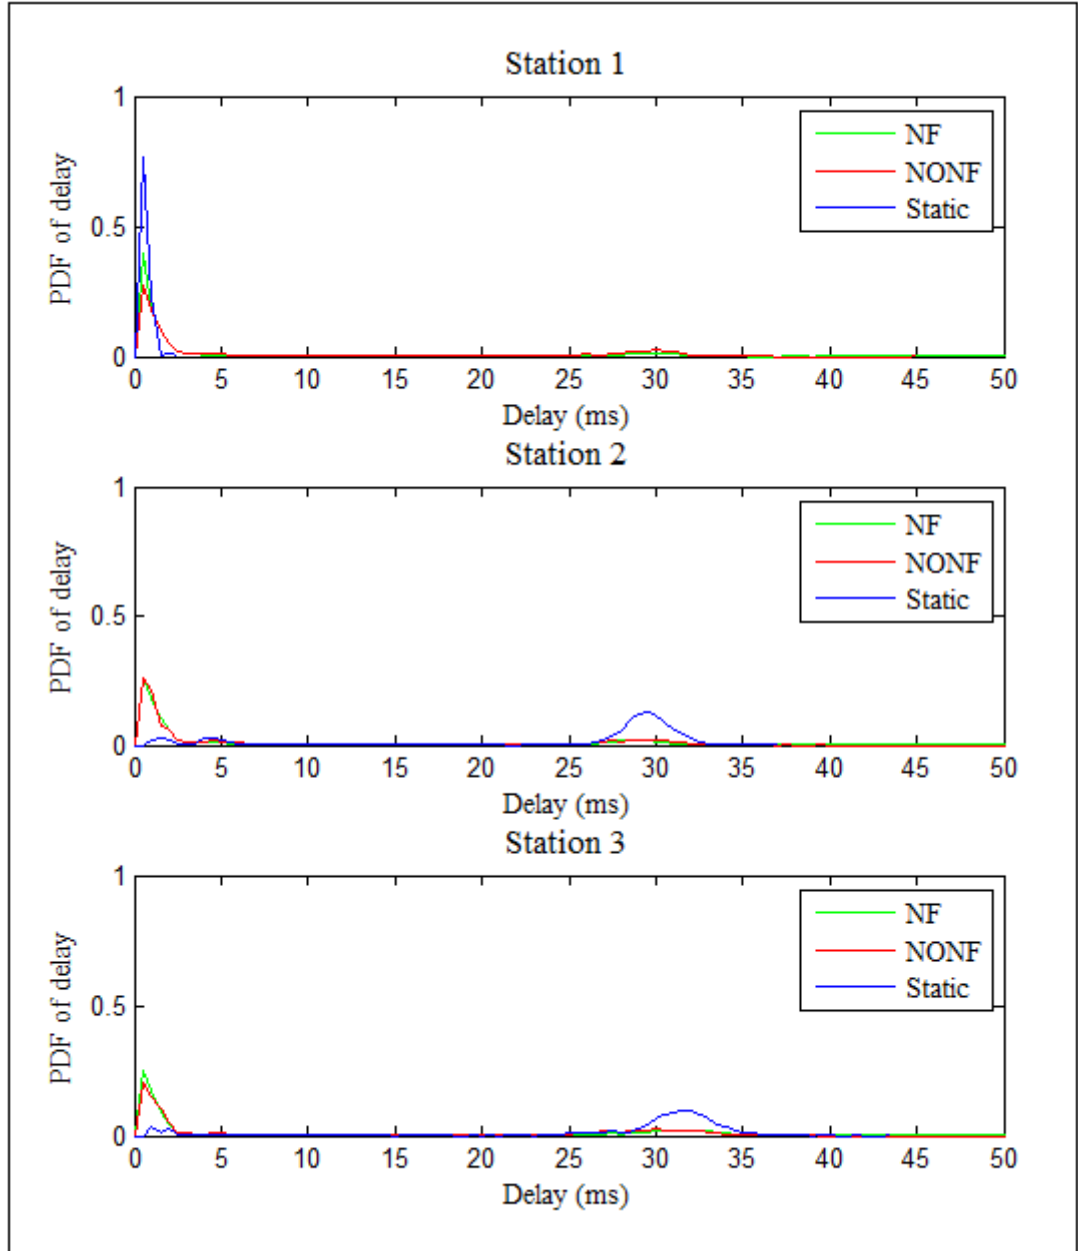 Station 1
1
0.5
0
PDF of delay
NF
NONF
Static
0 5 10 15 20 25 30 35 40 45 50
Delay (ms)
Station 2
1
0.5
0
PDF of delay
NF
NONF
Static
0 5 10 15 20 25 30 35 40 45 50
Delay (ms)
Station 3
1
0.5
0
PDF of delay
NF
NONF
Static
0 5 10 15 20 25 30 35 40 45 50
Delay (ms)